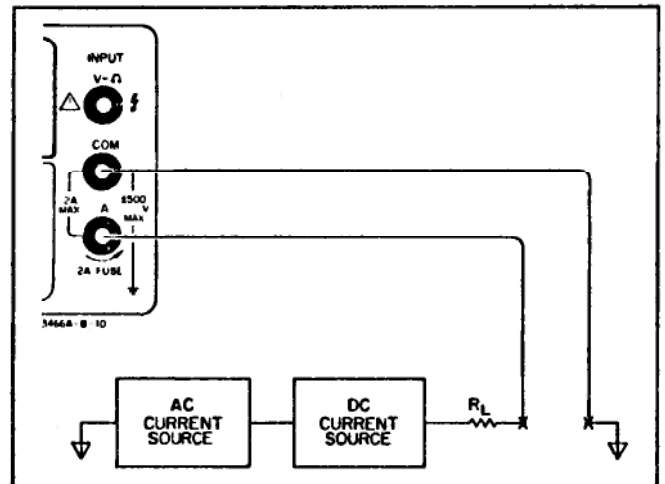 INPUT
V-Ω
COM
2A
MAX
±500
V
MAX
A
2A FUSE
3466A-B-10
AC
CURRENT
SOURCE
DC
CURRENT
SOURCE
RL
X
X